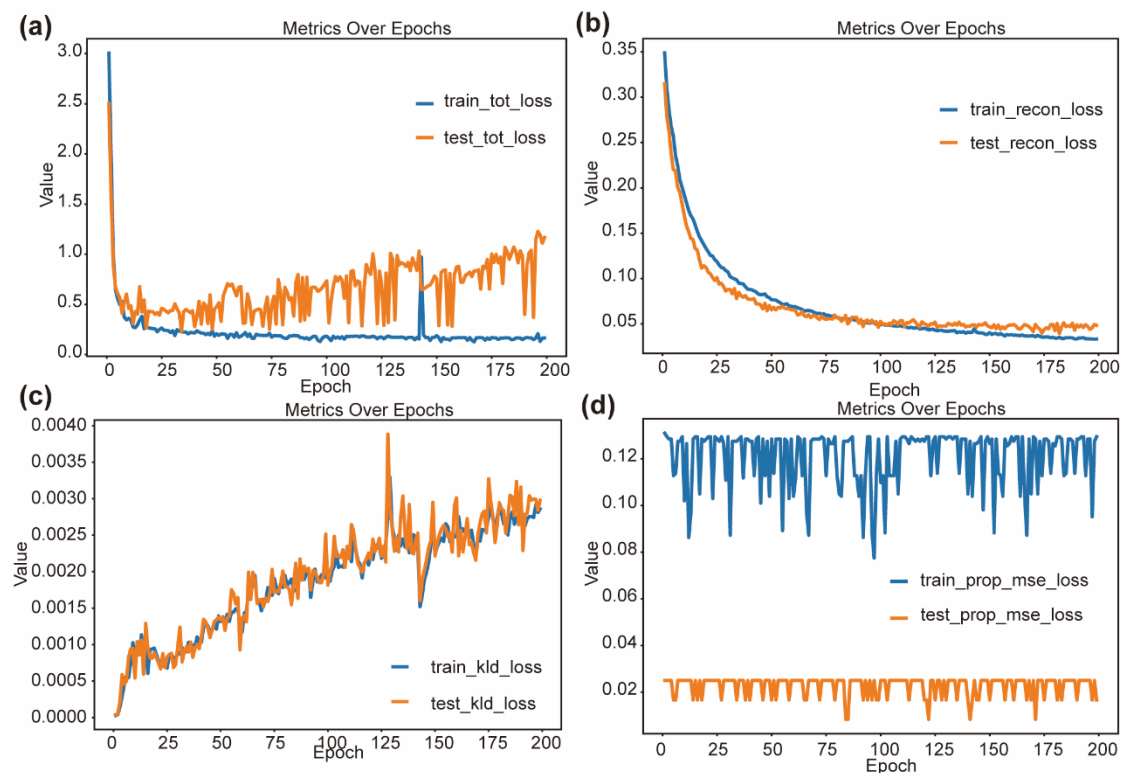 (a)
Metrics Over Epochs
3.0
2.5
2.0
1.5
1.0
0.5
0.0
Value
train_tot_loss
test_tot_loss
0 25 50 75 100 125 150 175 200
Epoch
(b)
Metrics Over Epochs
0.35
0.30
0.25
0.20
0.15
0.10
0.05
Value
train_recon_loss
test_recon_loss
0 25 50 75 100 125 150 175 200
Epoch
(c)
Metrics Over Epochs
0.0040
0.0035
0.0030
0.0025
0.0020
0.0015
0.0010
0.0005
0.0000
Value
train_kld_loss
test_kld_loss
0 25 50 75 100 125 150 175 200
Epoch
(d)
Metrics Over Epochs
0.12
0.10
0.08
0.06
0.04
0.02
Value
train_prop_mse_loss
test_prop_mse_loss
0 25 50 75 100 125 150 175 200
Epoch